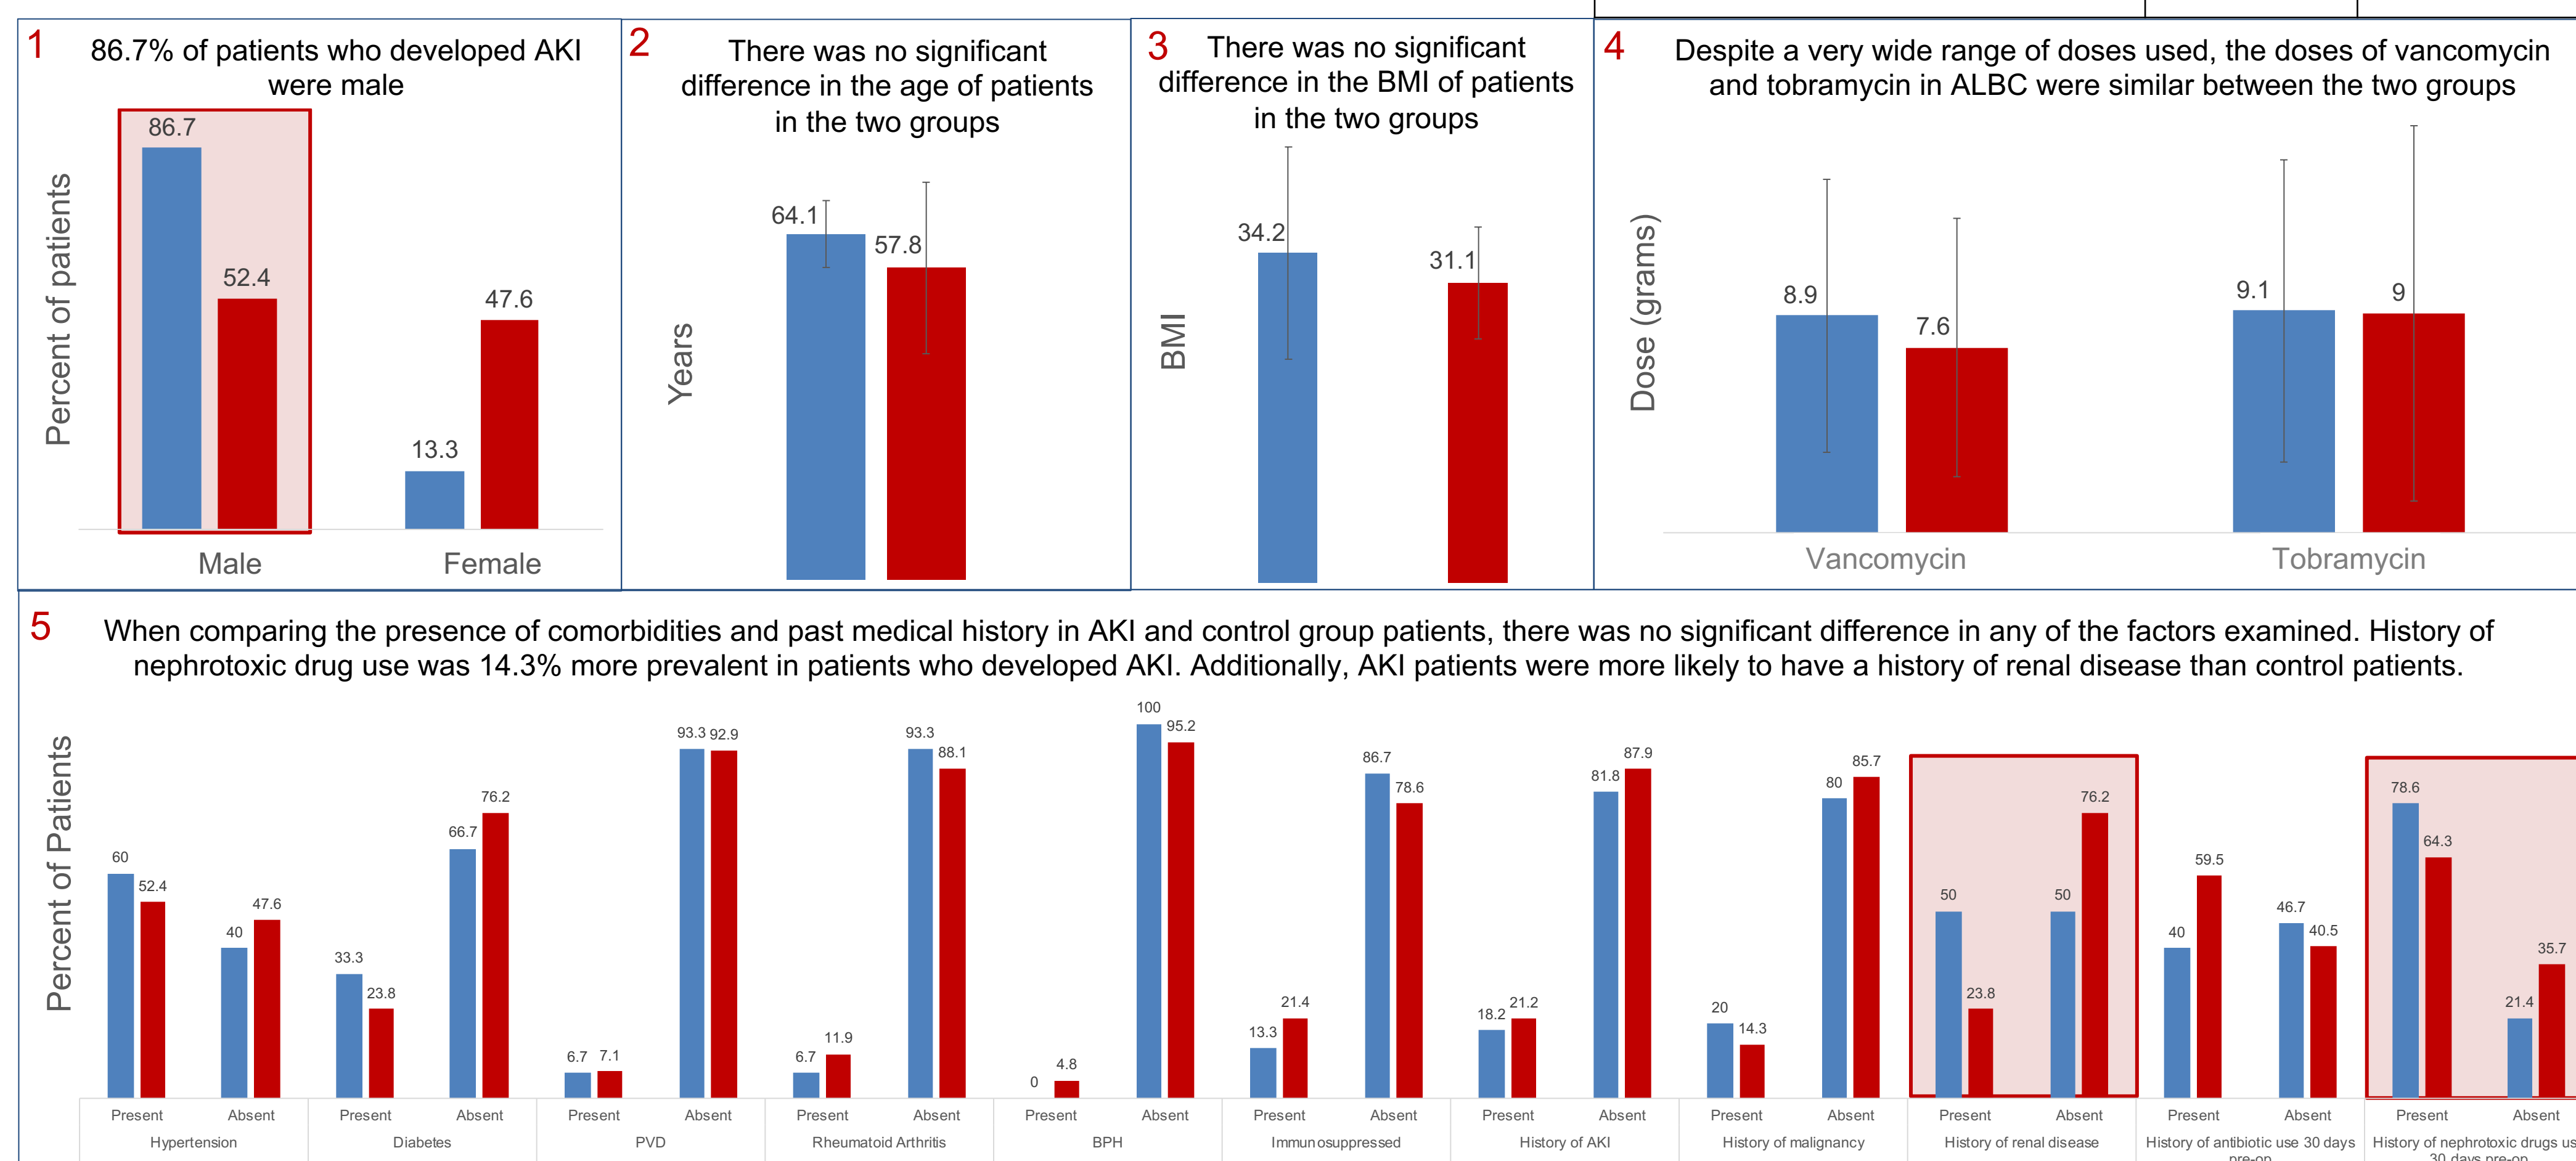 1
86.7% of patients who developed AKI
were male
Percent of patients
86.7
52.4
13.3
47.6
Male
Female
2
There was no significant
difference in the age of patients
in the two groups
Years
64.1
57.8
3
There was no significant
difference in the BMI of patients
in the two groups
BMI
34.2
31.1
4
Despite a very wide range of doses used, the doses of vancomycin
and tobramycin in ALBC were similar between the two groups
Dose (grams)
8.9
7.6
9.1
9
Vancomycin
Tobramycin
5
When comparing the presence of comorbidities and past medical history in AKI and control group patients, there was no significant difference in any of the factors examined. History of
nephrotoxic drug use was 14.3% more prevalent in patients who developed AKI. Additionally, AKI patients were more likely to have a history of renal disease than control patients.
Percent of Patients
60
52.4
40
47.6
33.3
23.8
66.7
76.2
6.7
7.1
93.3
92.9
6.7
11.9
93.3
88.1
0
4.8
100
95.2
13.3
21.4
86.7
78.6
18.2
21.2
81.8
87.9
20
14.3
80
85.7
50
23.8
50
76.2
40
59.5
46.7
40.5
78.6
64.3
21.4
35.7
Present Absent Present Absent Present Absent Present Absent Present Absent Present Absent Present Absent Present Absent Present Absent Present Absent Present Absent
Hypertension Diabetes PVD Rheumatoid Arthritis BPH Immunosuppressed History of AKI History of malignancy History of renal disease History of antibiotic use 30 days History of nephrotoxic drugs us
pre-op 30 days pre-op